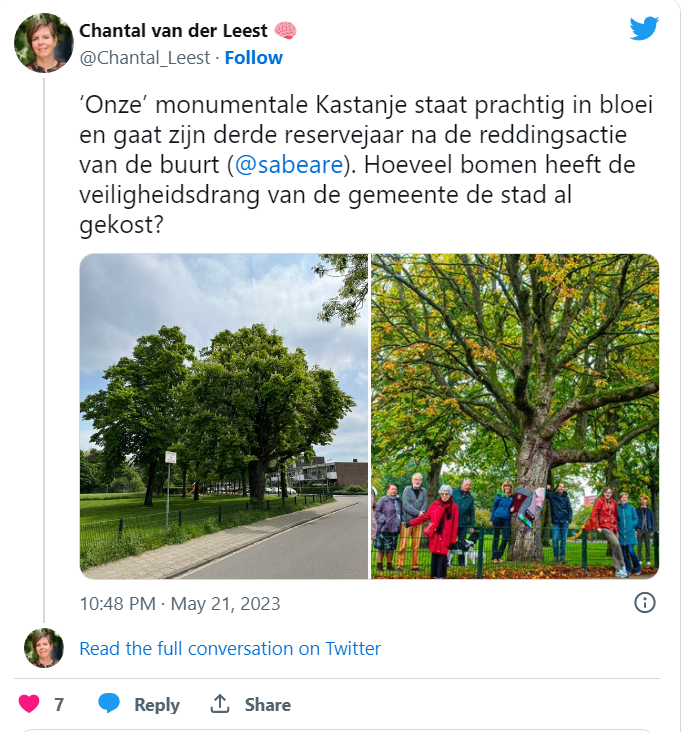 Chantal van der Leest 🧠
@Chantal_Leest · Follow
‘Onze’ monumentale Kastanje staat prachtig in bloei
en gaat zijn derde reservejaar na de reddingsactie
van de buurt (@sabeare). Hoeveel bomen heeft de
veiligheidsdrang van de gemeente de stad al
gekost?
10:48 PM · May 21, 2023
Read the full conversation on Twitter
7 Reply Share